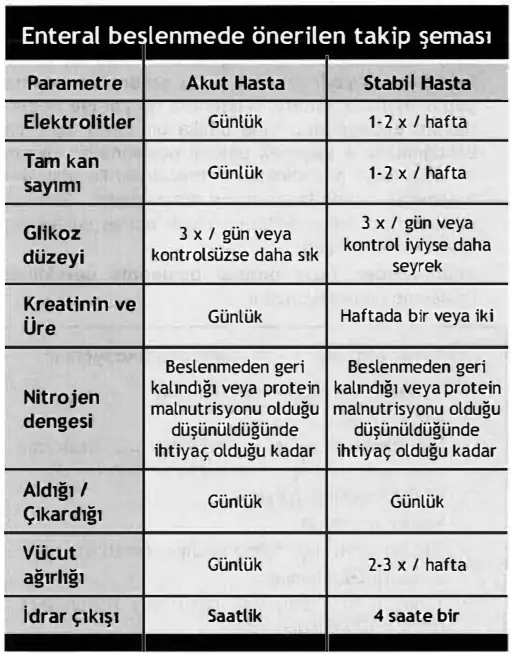 Enteral beslenmede önerilen takip şeması
Parametre Akut Hasta Stabil Hasta
Elektrolitler Günlük 1-2 x / hafta
Tam kan
sayımı
Günlük 1-2 x / hafta
Glikoz
düzeyi
3 x / gün veya
kontrolsüzse daha sık
3 x / gün veya
kontrol iyiyse daha
seyrek
Kreatinin ve
Üre
Günlük Haftada bir veya iki
Nitrojen
dengesi
Beslenmeden geri
kalındığı veya protein
malnutrisyonu olduğu
düşünüldüğünde
ihtiyaç olduğu kadar
Beslenmeden geri
kalındığı veya protein
malnutrisyonu olduğu
düşünüldüğünde
ihtiyaç olduğu kadar
Aldığı /
Çıkardığı
Günlük Günlük
Vücut
ağırlığı
Günlük 2-3 x / hafta
İdrar çıkışı Saatlik 4 saate bir